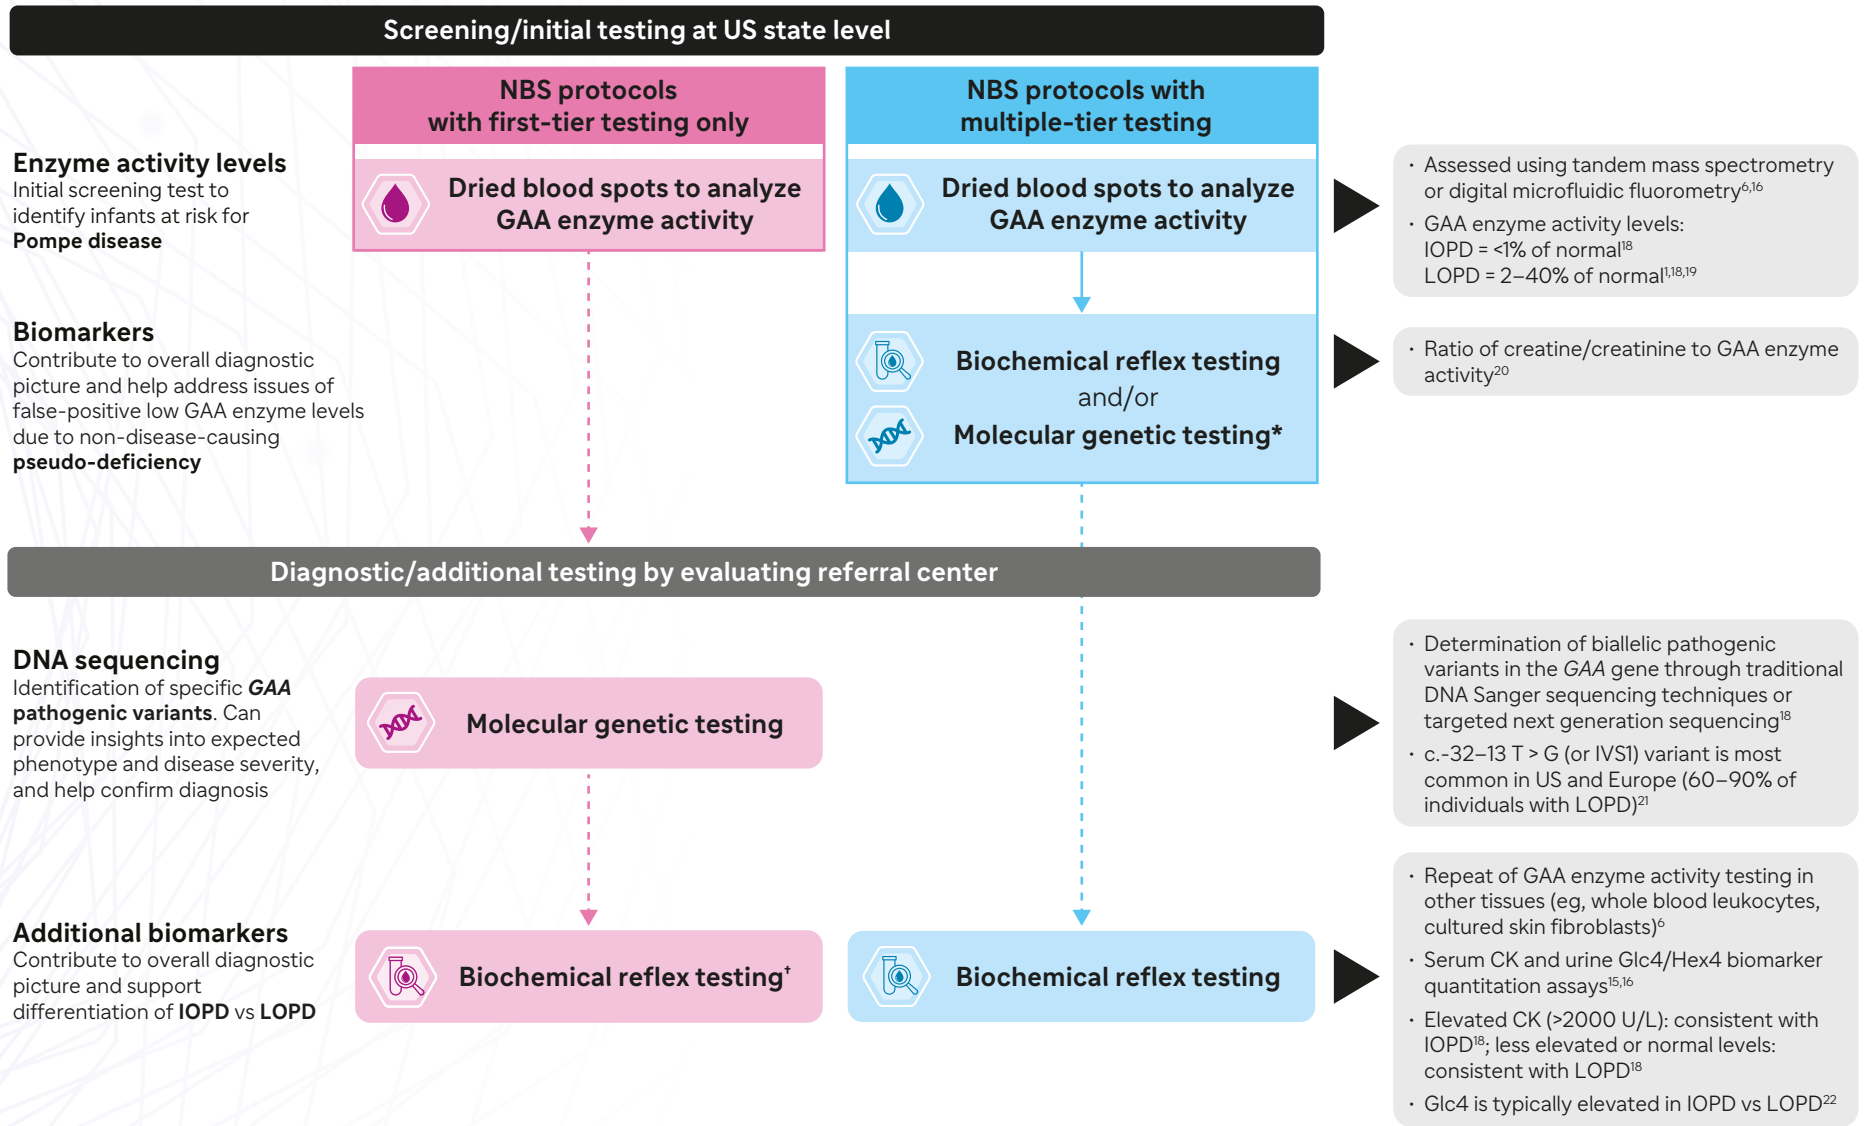 Screening/initial testing at US state level
NBS protocols
with first-tier testing only
NBS protocols with
multiple-tier testing
Enzyme activity levels
Initial screening test to
identify infants at risk for
Pompe disease
Dried blood spots to analyze
GAA enzyme activity
Dried blood spots to analyze
GAA enzyme activity
· Assessed using tandem mass spectrometry
or digital microfluidic fluorometry6,16
· GAA enzyme activity levels:
IOPD = <1% of normal18
LOPD = 2–40% of normal1,18,19
Biomarkers
Contribute to overall diagnostic
picture and help address issues of
false-positive low GAA enzyme levels
due to non-disease-causing
pseudo-deficiency
Biochemical reflex testing
and/or
Molecular genetic testing*
· Ratio of creatine/creatinine to GAA enzyme
activity20
Diagnostic/additional testing by evaluating referral center
DNA sequencing
Identification of specific GAA
pathogenic variants. Can
provide insights into expected
phenotype and disease severity,
and help confirm diagnosis
Molecular genetic testing
· Determination of biallelic pathogenic
variants in the GAA gene through traditional
DNA Sanger sequencing techniques or
targeted next generation sequencing18
· c.-32–13 T > G (or IVS1) variant is most
common in US and Europe (60–90% of
individuals with LOPD)21
Additional biomarkers
Contribute to overall diagnostic
picture and support
differentiation of IOPD vs LOPD
Biochemical reflex testing†
Biochemical reflex testing
· Repeat of GAA enzyme activity testing in
other tissues (eg, whole blood leukocytes,
cultured skin fibroblasts)6
· Serum CK and urine Glc4/Hex4 biomarker
quantitation assays15,16
· Elevated CK (>2000 U/L): consistent with
IOPD18; less elevated or normal levels:
consistent with LOPD18
· Glc4 is typically elevated in IOPD vs LOPD22